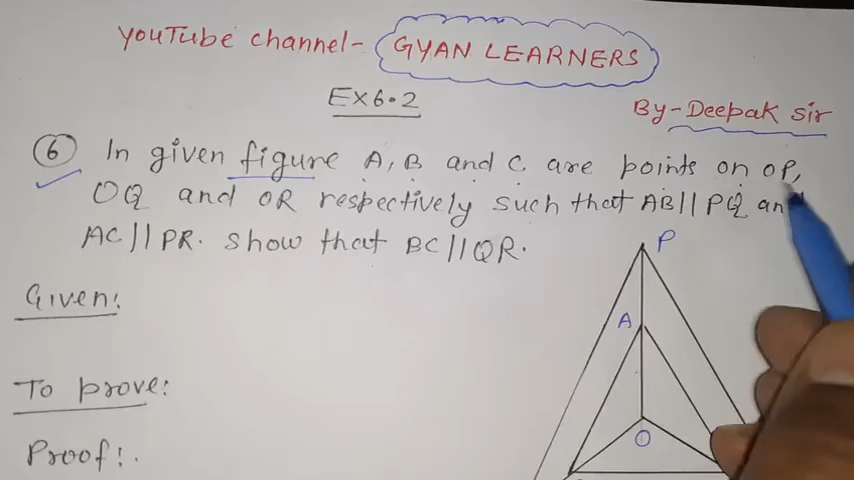 YouTube channel- GYAN LEARNERS
EX 6.2
By-Deepak sir
6 In given figure A, B and C are points on OP,
OQ and OR respectively such that AB||PQ an
AC||PR. show that BC||QR.
P
Given:
A
To prove:
O
Proof:.